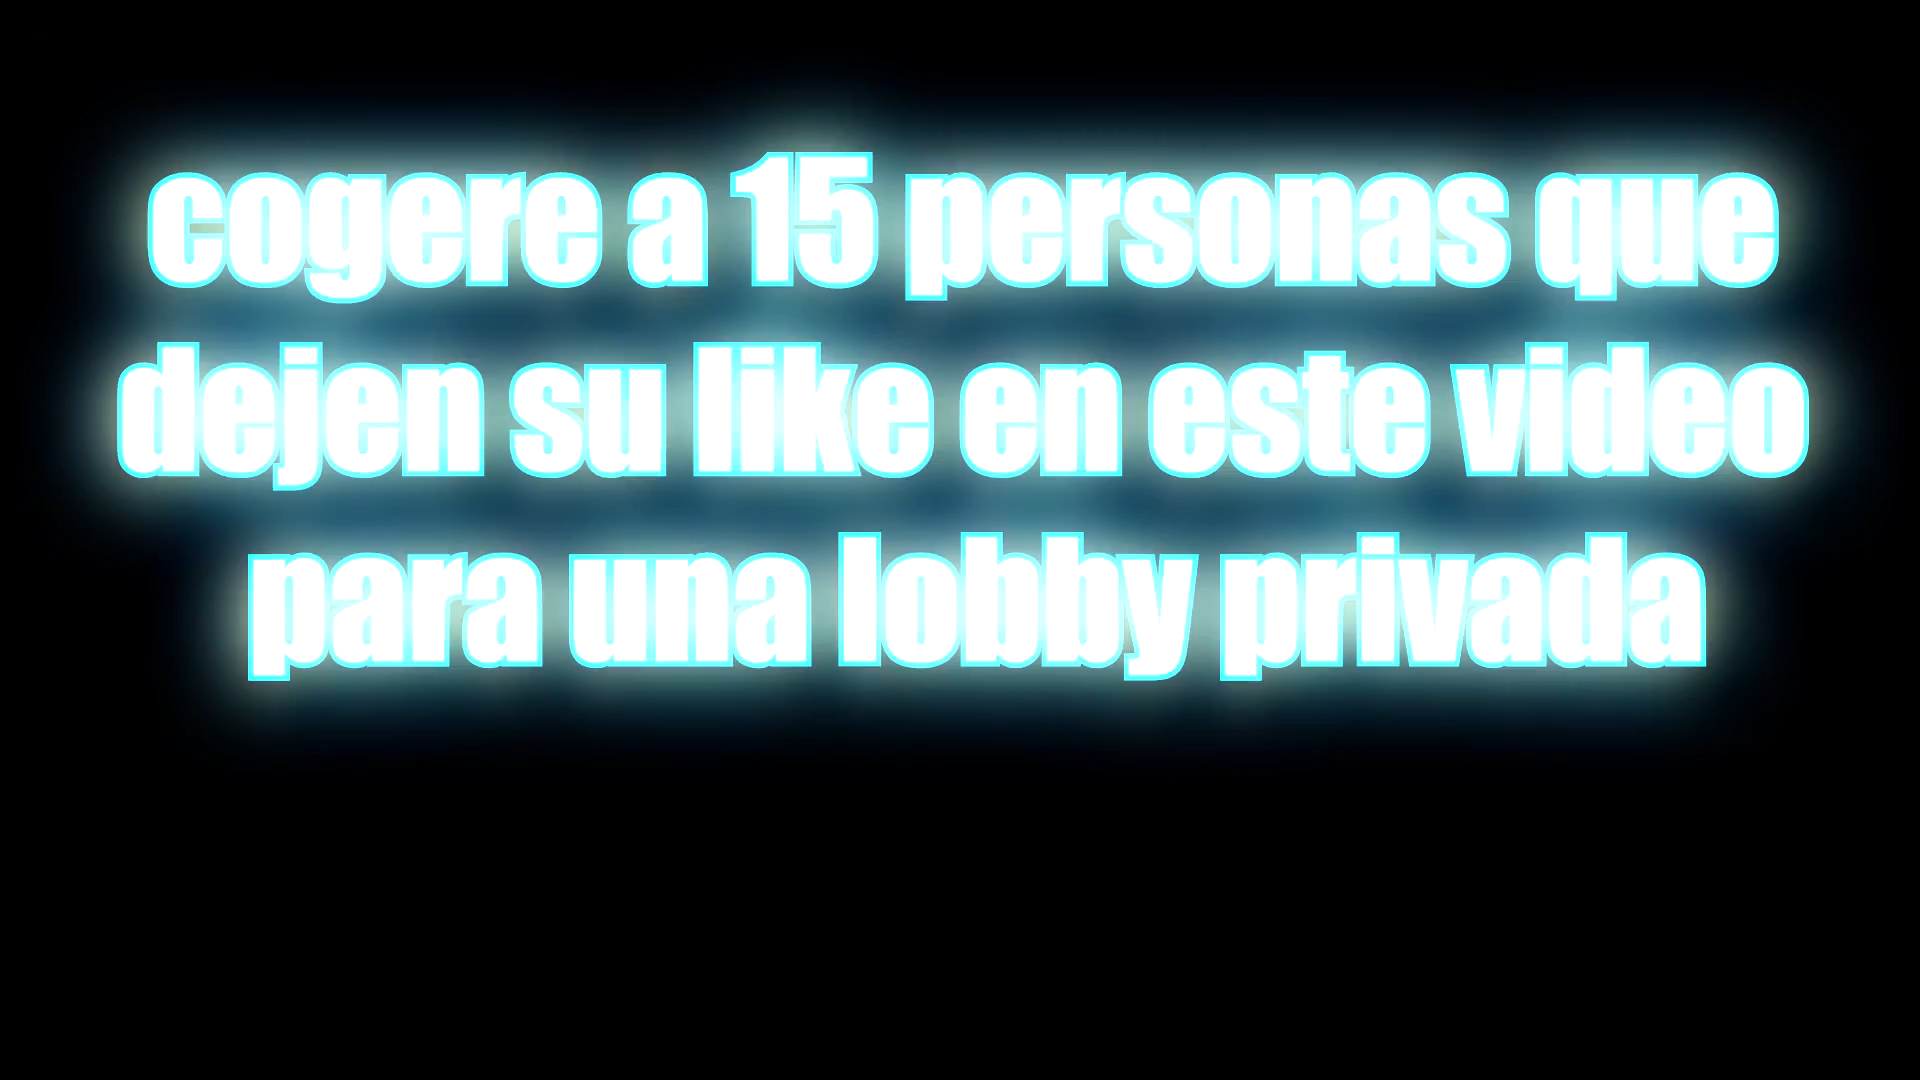 cogere a 15 personas que
dejen su like en este video
para una lobby privada